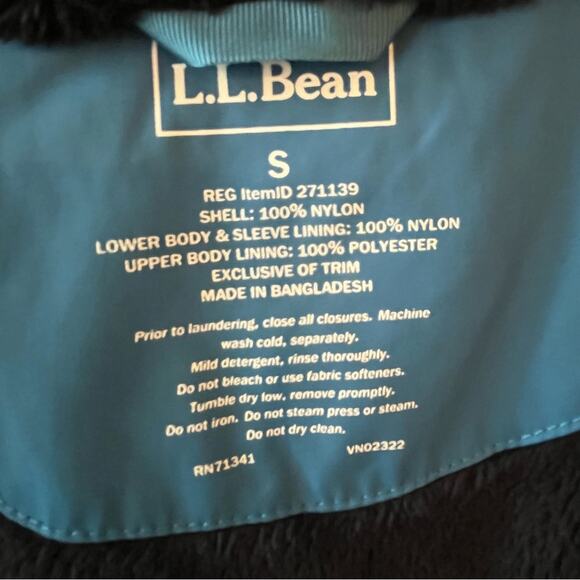 L.L.Bean
S
REG ItemID 271139
SHELL: 100% NYLON
LOWER BODY & SLEEVE LINING: 100% NYLON
UPPER BODY LINING: 100% POLYESTER
EXCLUSIVE OF TRIM
MADE IN BANGLADESH
Prior to laundering, close all closures. Machine
wash cold, separately.
Mild detergent, rinse thoroughly.
Do not bleach or use fabric softeners.
Tumble dry low, remove promptly.
Do not iron. Do not steam press or steam.
Do not dry clean.
RN71341 VN02322